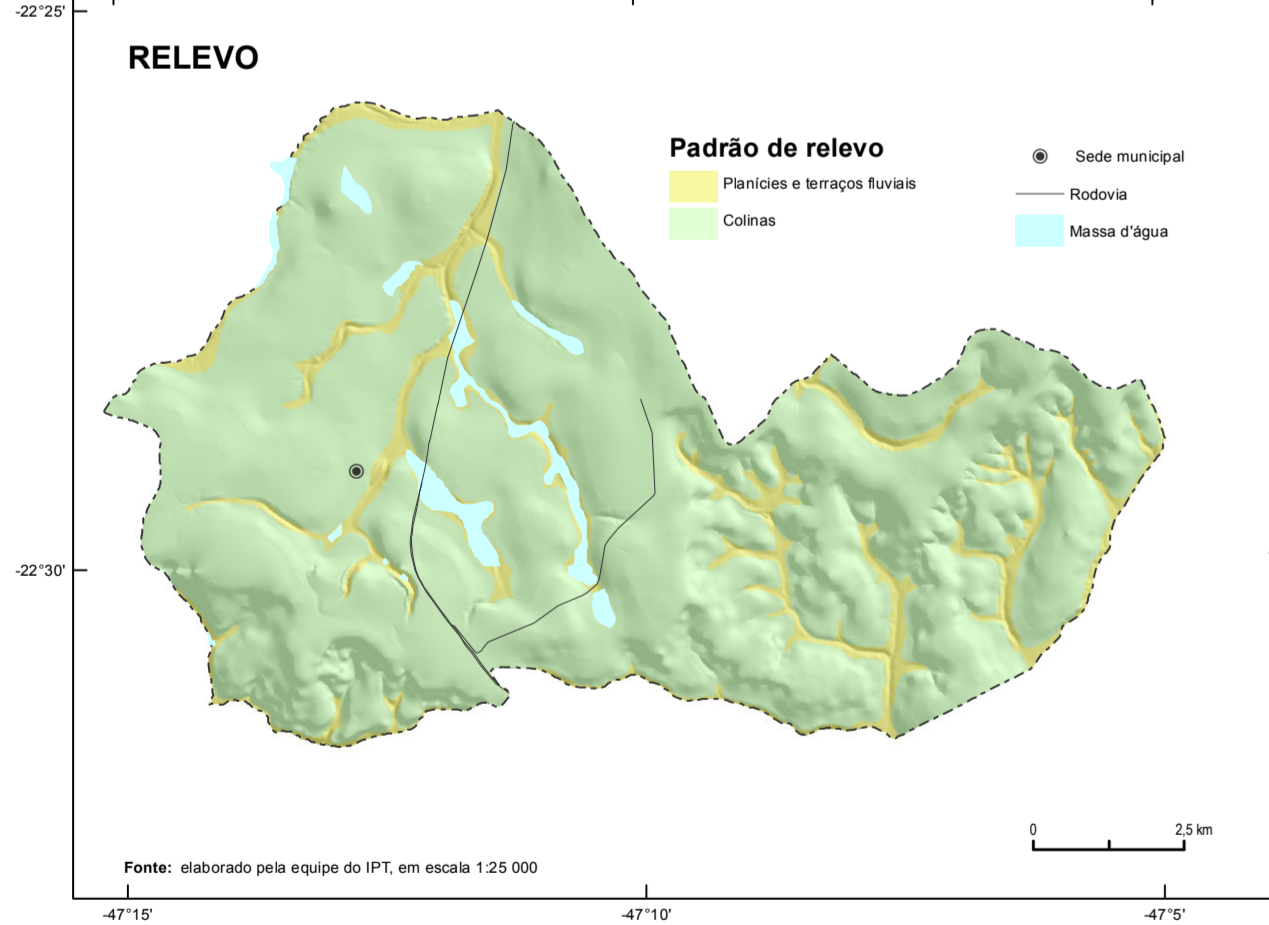 -22°25'
RELEVO
Padrão de relevo
Planícies e terraços fluviais
Colinas
Sede municipal
Rodovia
Massa d'água
-22°30'
0 2,5 km
Fonte: elaborado pela equipe do IPT, em escala 1:25 000
-47°15' -47°10' -47°5'